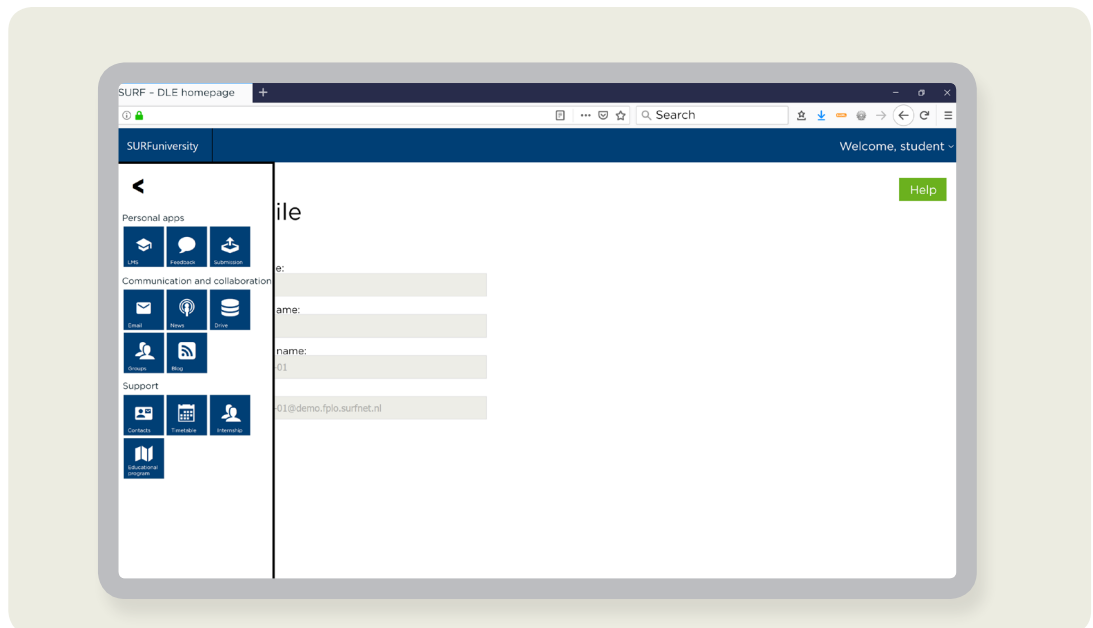 SURF – DLE homepage
Search
SURFuniversity
Welcome, student
Help
Personal apps
LMS
Feedback
Submission
Communication and collaboration
Email
News
Drive
Groups
Blog
Support
Contacts
Timetable
Internship
Educational
program
ile
e:
ame:
name:
-01
-01@demo.fplo.surfnet.nl